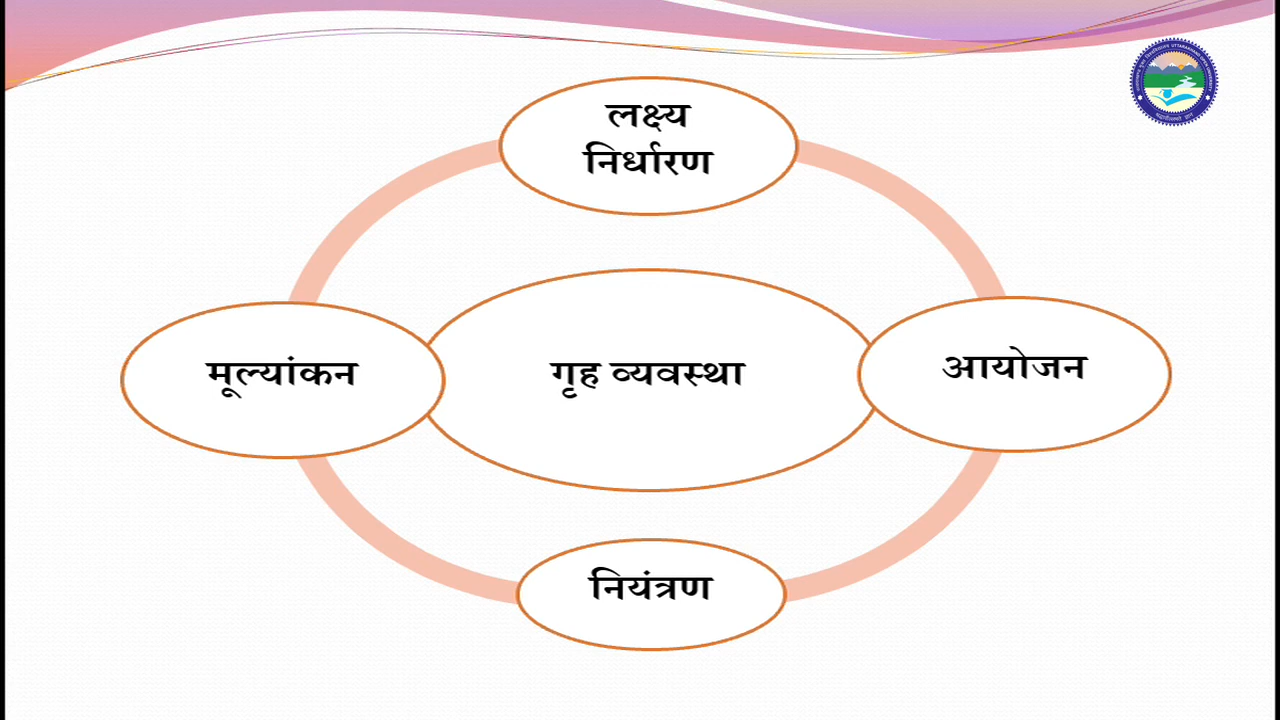 लक्ष्य
निर्धारण
मूल्यांकन
गृह व्यवस्था
आयोजन
नियंत्रण